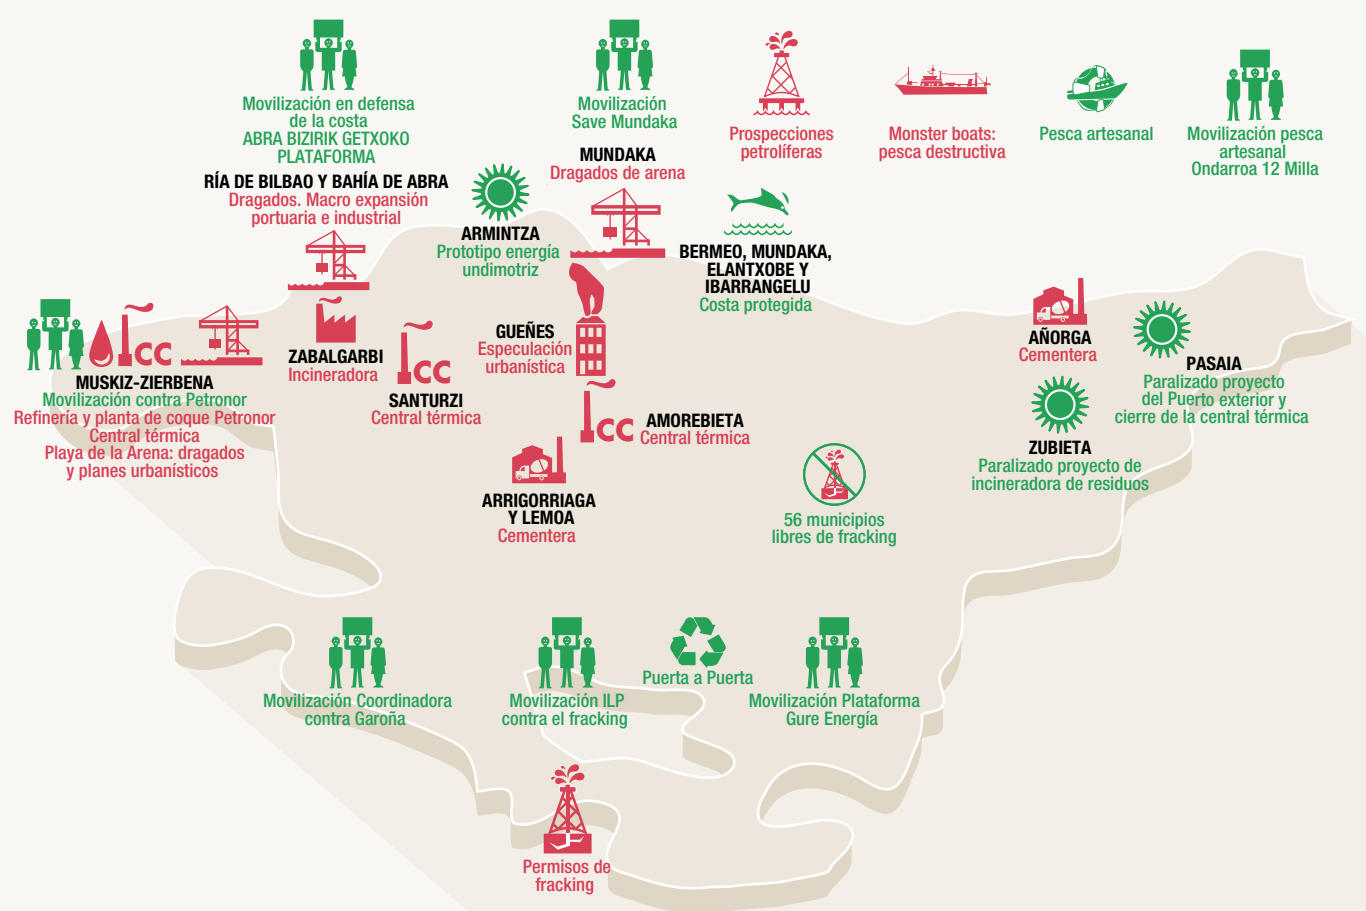 Movilización en defensa
de la costa
ABRA BIZIRIK GETXOKO
PLATAFORMA
RÍA DE BILBAO Y BAHÍA DE ABRA
Dragados. Macro expansión
portuaria e industrial
Movilización
Save Mundaka
MUNDAKA
Dragados de arena
Prospecciones
petrolíferas
Monster boats:
pesca destructiva
Pesca artesanal
Movilización pesca
artesanal
Ondarroa 12 Milla
ARMINTZA
Prototipo energía
undimotriz
BERMEO, MUNDAKA,
ELANTXOBE Y
IBARRANGELU
Costa protegida
CC
MUSKIZ-ZIERBENA
Movilización contra Petronor
Refinería y planta de coque Petronor
Central térmica
Playa de la Arena: dragados
y planes urbanísticos
ZABALGARBI
Incineradora
CC
SANTURZI
Central térmica
GUEÑES
Especulación
urbanística
CC
AMOREBIETA
Central térmica
ARRIGORRIAGA
Y LEMOA
Cementera
AÑORGA
Cementera
PASAIA
Paralizado proyecto
del Puerto exterior y
cierre de la central térmica
ZUBIETA
Paralizado proyecto de
incineradora de residuos
56 municipios
libres de fracking
Movilización Coordinadora
contra Garoña
Movilización ILP
contra el fracking
Puerta a Puerta
Movilización Plataforma
Gure Energía
Permisos de
fracking